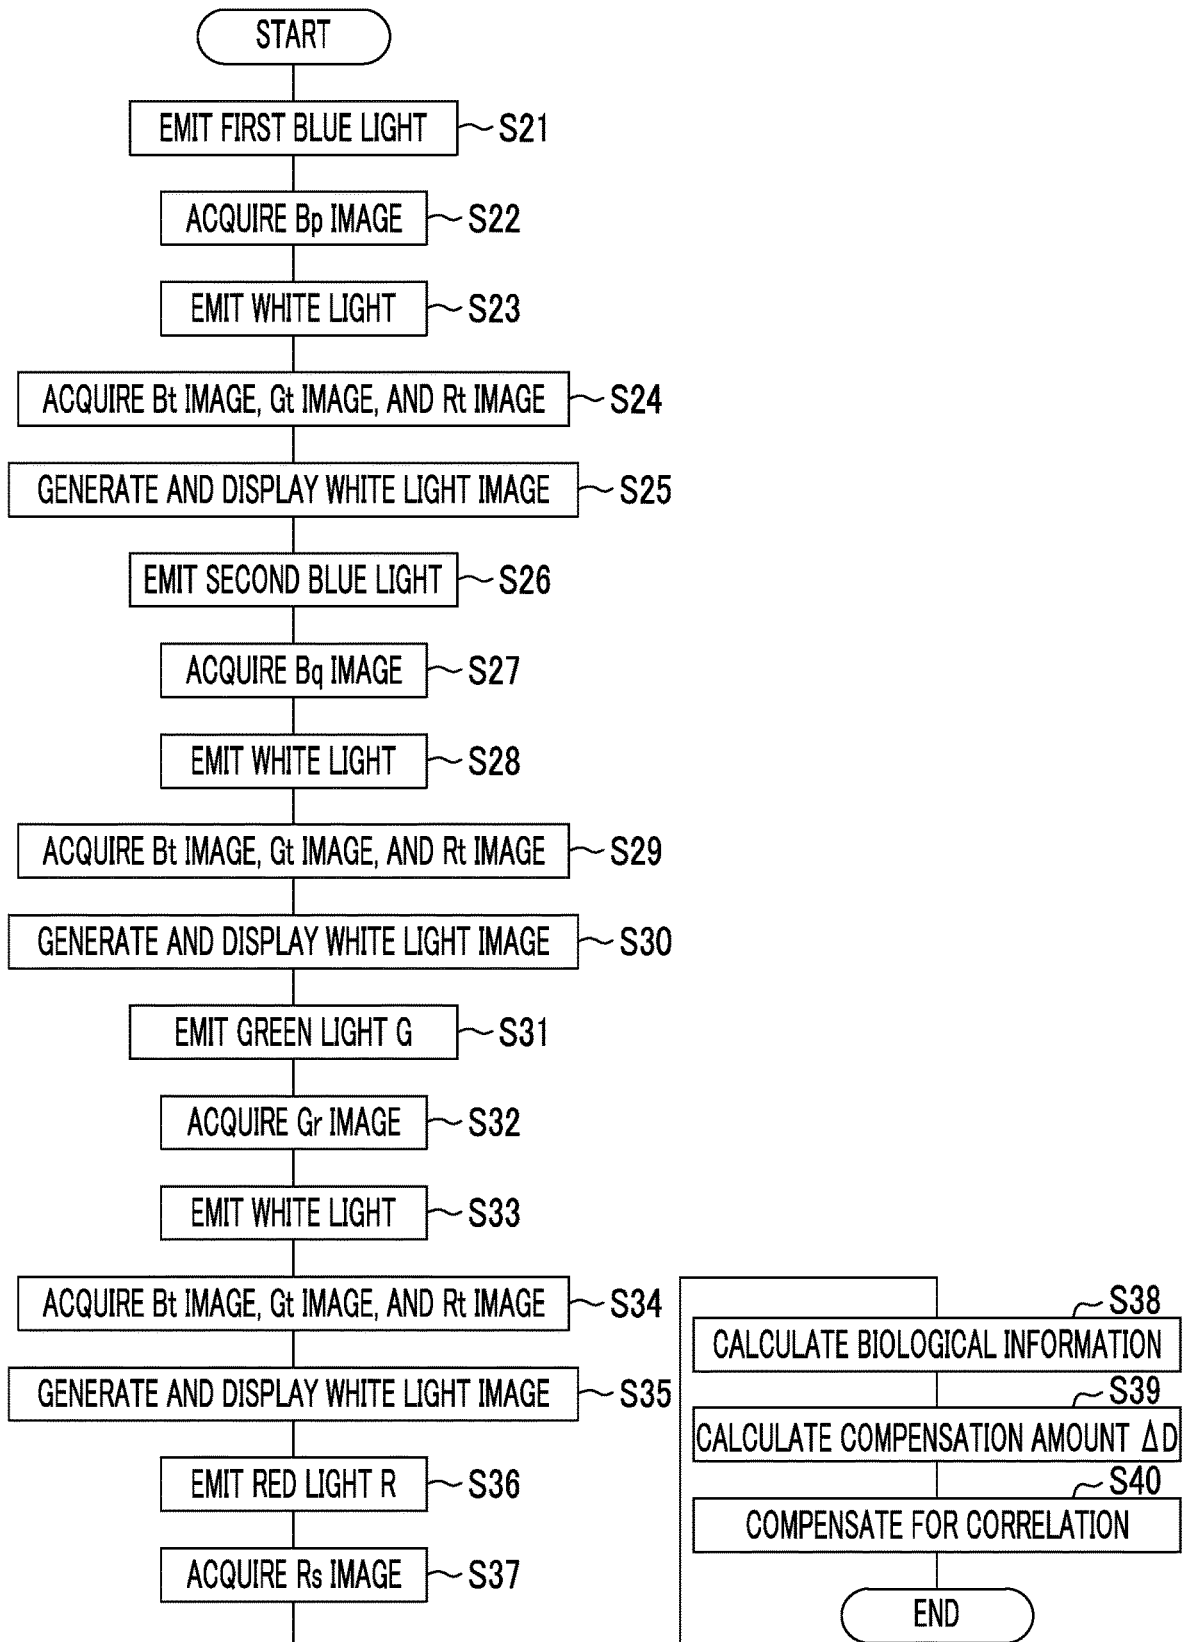 START
EMIT FIRST BLUE LIGHT S21
ACQUIRE Bp IMAGE S22
EMIT WHITE LIGHT S23
ACQUIRE Bt IMAGE, Gt IMAGE, AND Rt IMAGE S24
GENERATE AND DISPLAY WHITE LIGHT IMAGE S25
EMIT SECOND BLUE LIGHT S26
ACQUIRE Bq IMAGE S27
EMIT WHITE LIGHT S28
ACQUIRE Bt IMAGE, Gt IMAGE, AND Rt IMAGE S29
GENERATE AND DISPLAY WHITE LIGHT IMAGE S30
EMIT GREEN LIGHT G S31
ACQUIRE Gr IMAGE S32
EMIT WHITE LIGHT S33
ACQUIRE Bt IMAGE, Gt IMAGE, AND Rt IMAGE S34
GENERATE AND DISPLAY WHITE LIGHT IMAGE S35
EMIT RED LIGHT R S36
ACQUIRE Rs IMAGE S37
S38
CALCULATE BIOLOGICAL INFORMATION
S39
CALCULATE COMPENSATION AMOUNT ΔD
S40
COMPENSATE FOR CORRELATION
END